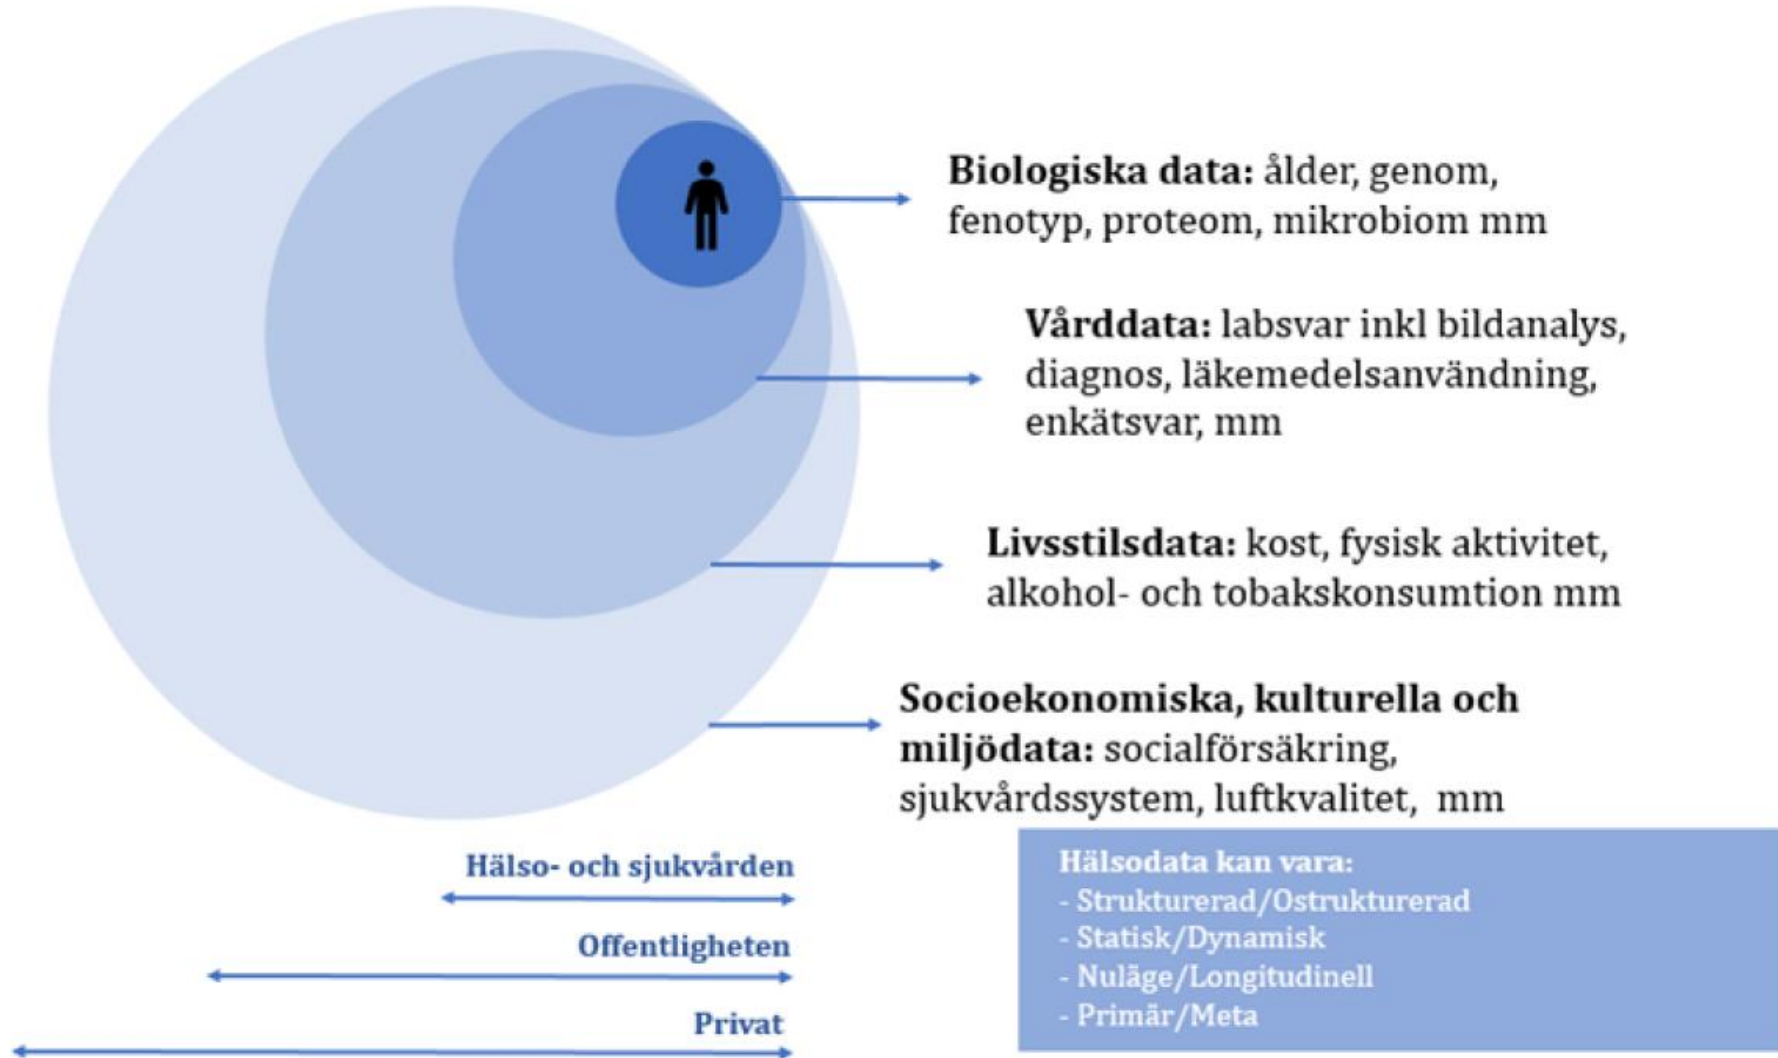 Biologiska data: ålder, genom,
fenotyp, proteom, mikrobiom mm
Vårddata: labsvar inkl bildanalys,
diagnos, läkemedelsanvändning,
enkätsvar, mm
Livsstilsdata: kost, fysisk aktivitet,
alkohol- och tobakskonsumtion mm
Socioekonomiska, kulturella och
miljödata: socialförsäkring,
sjukvårdssystem, luftkvalitet, mm
Hälso- och sjukvården
Offentligheten
Privat
Hälsodata kan vara:
- Strukturerad/Ostrukturerad
- Statisk/Dynamisk
- Nuläge/Longitudinell
- Primär/Meta